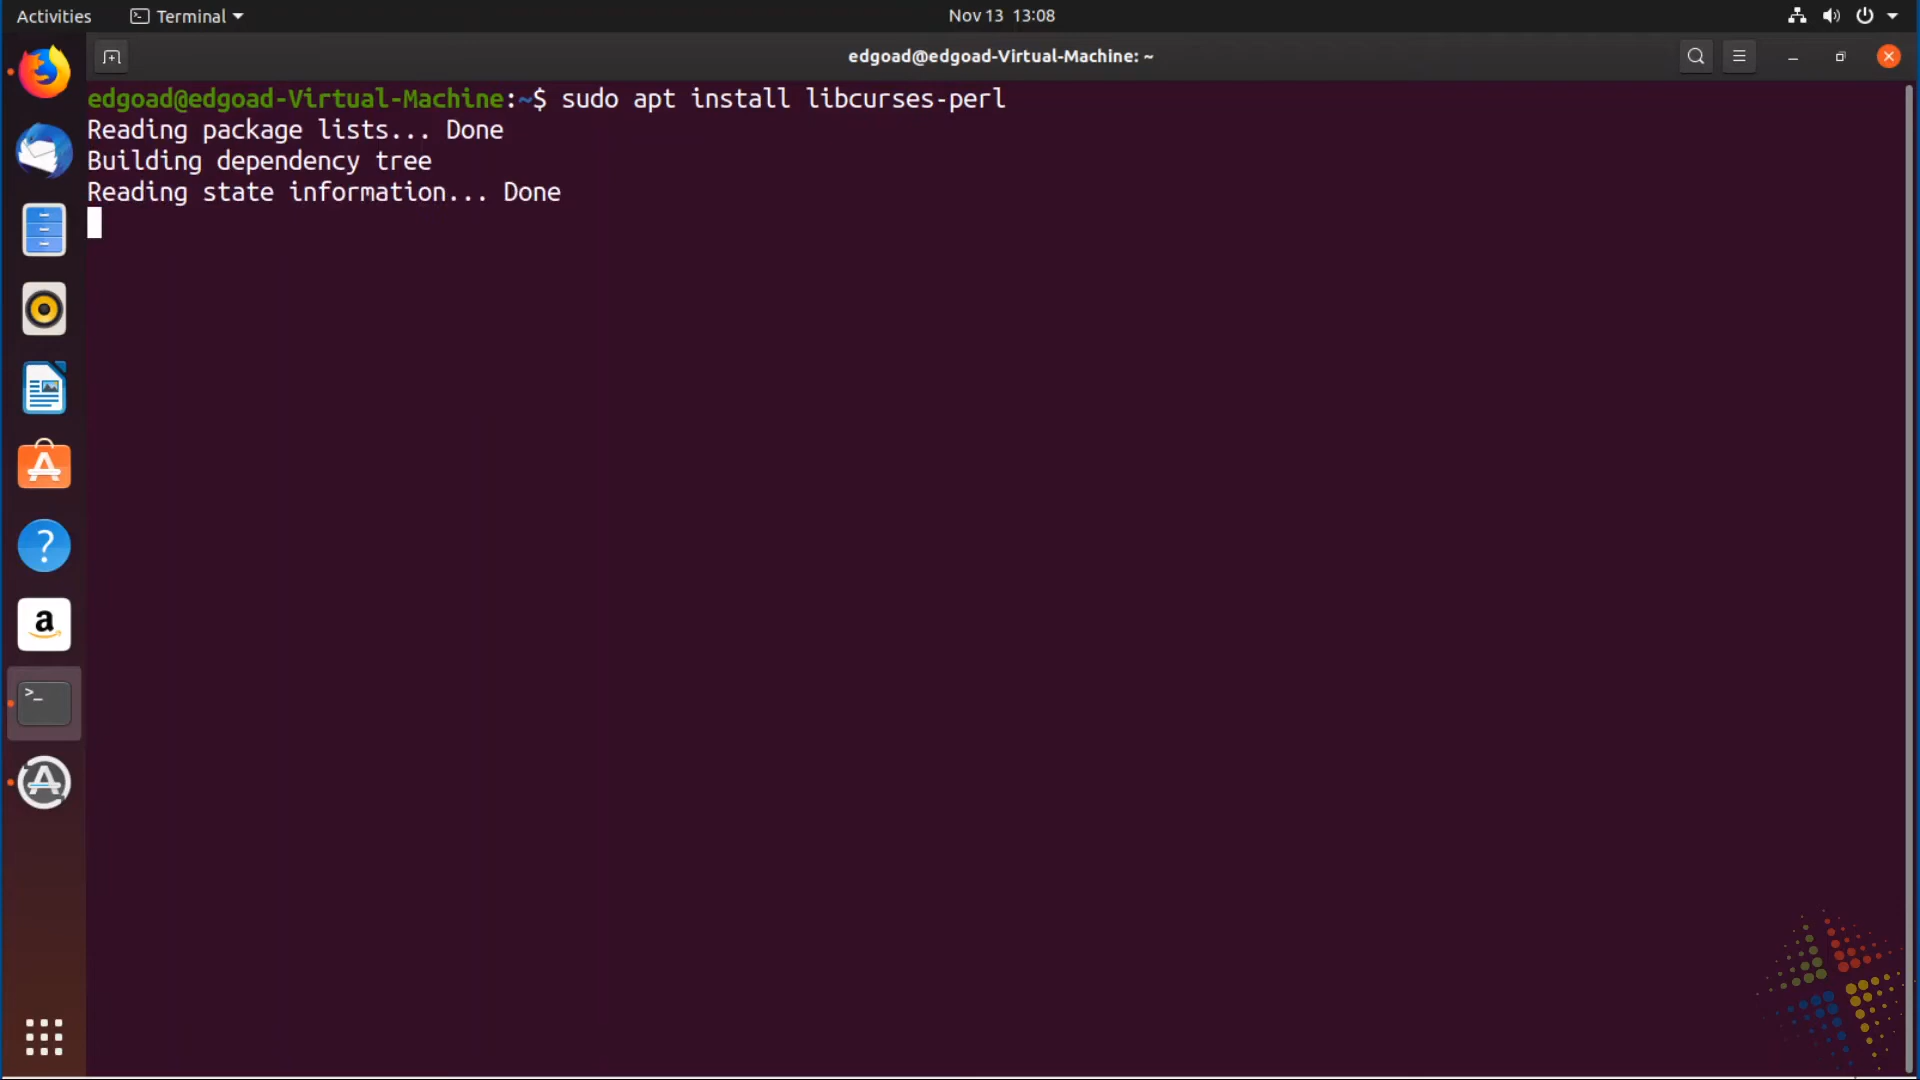 Activities Terminal Nov 13 13:08
edgoad@edgoad-Virtual-Machine: ~
edgoad@edgoad-Virtual-Machine:~$ sudo apt install libcurses-perl
Reading package lists... Done
Building dependency tree
Reading state information... Done